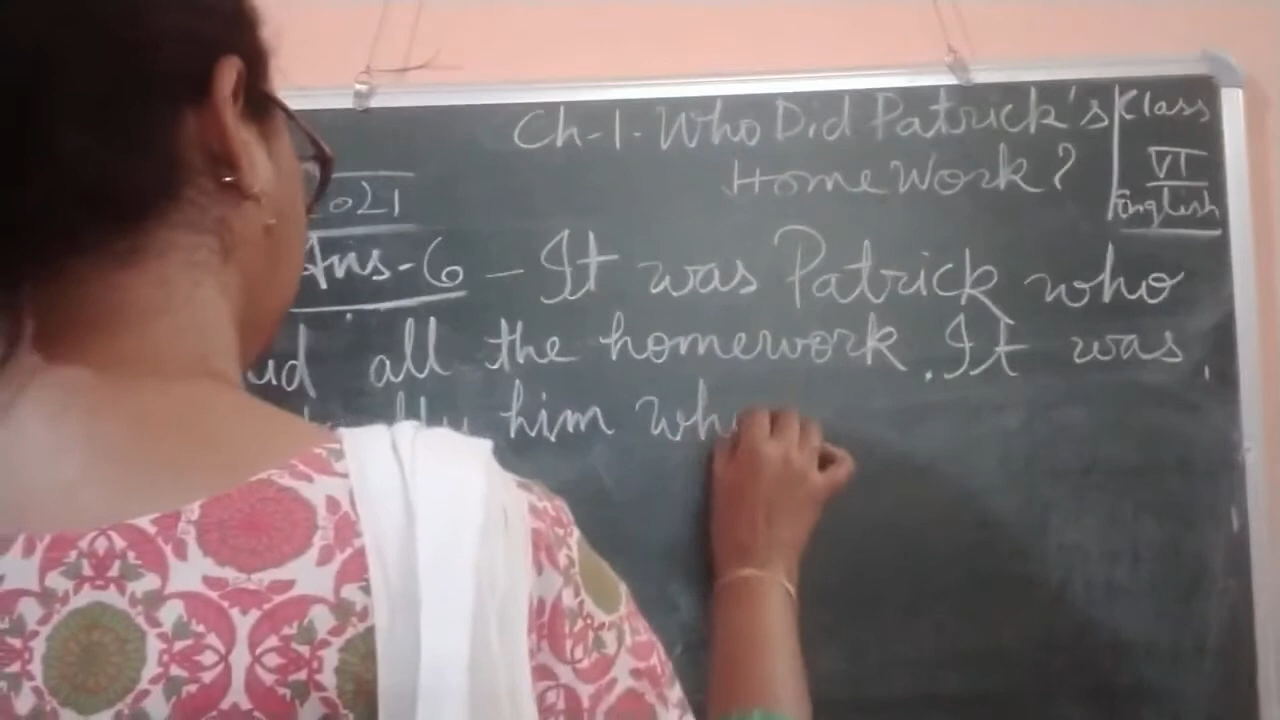 Ch-1-Who Did Patrick's
HomeWork?
Class
VI
English
2021
Ans-6 - It was Patrick who
all the homework. It was
him